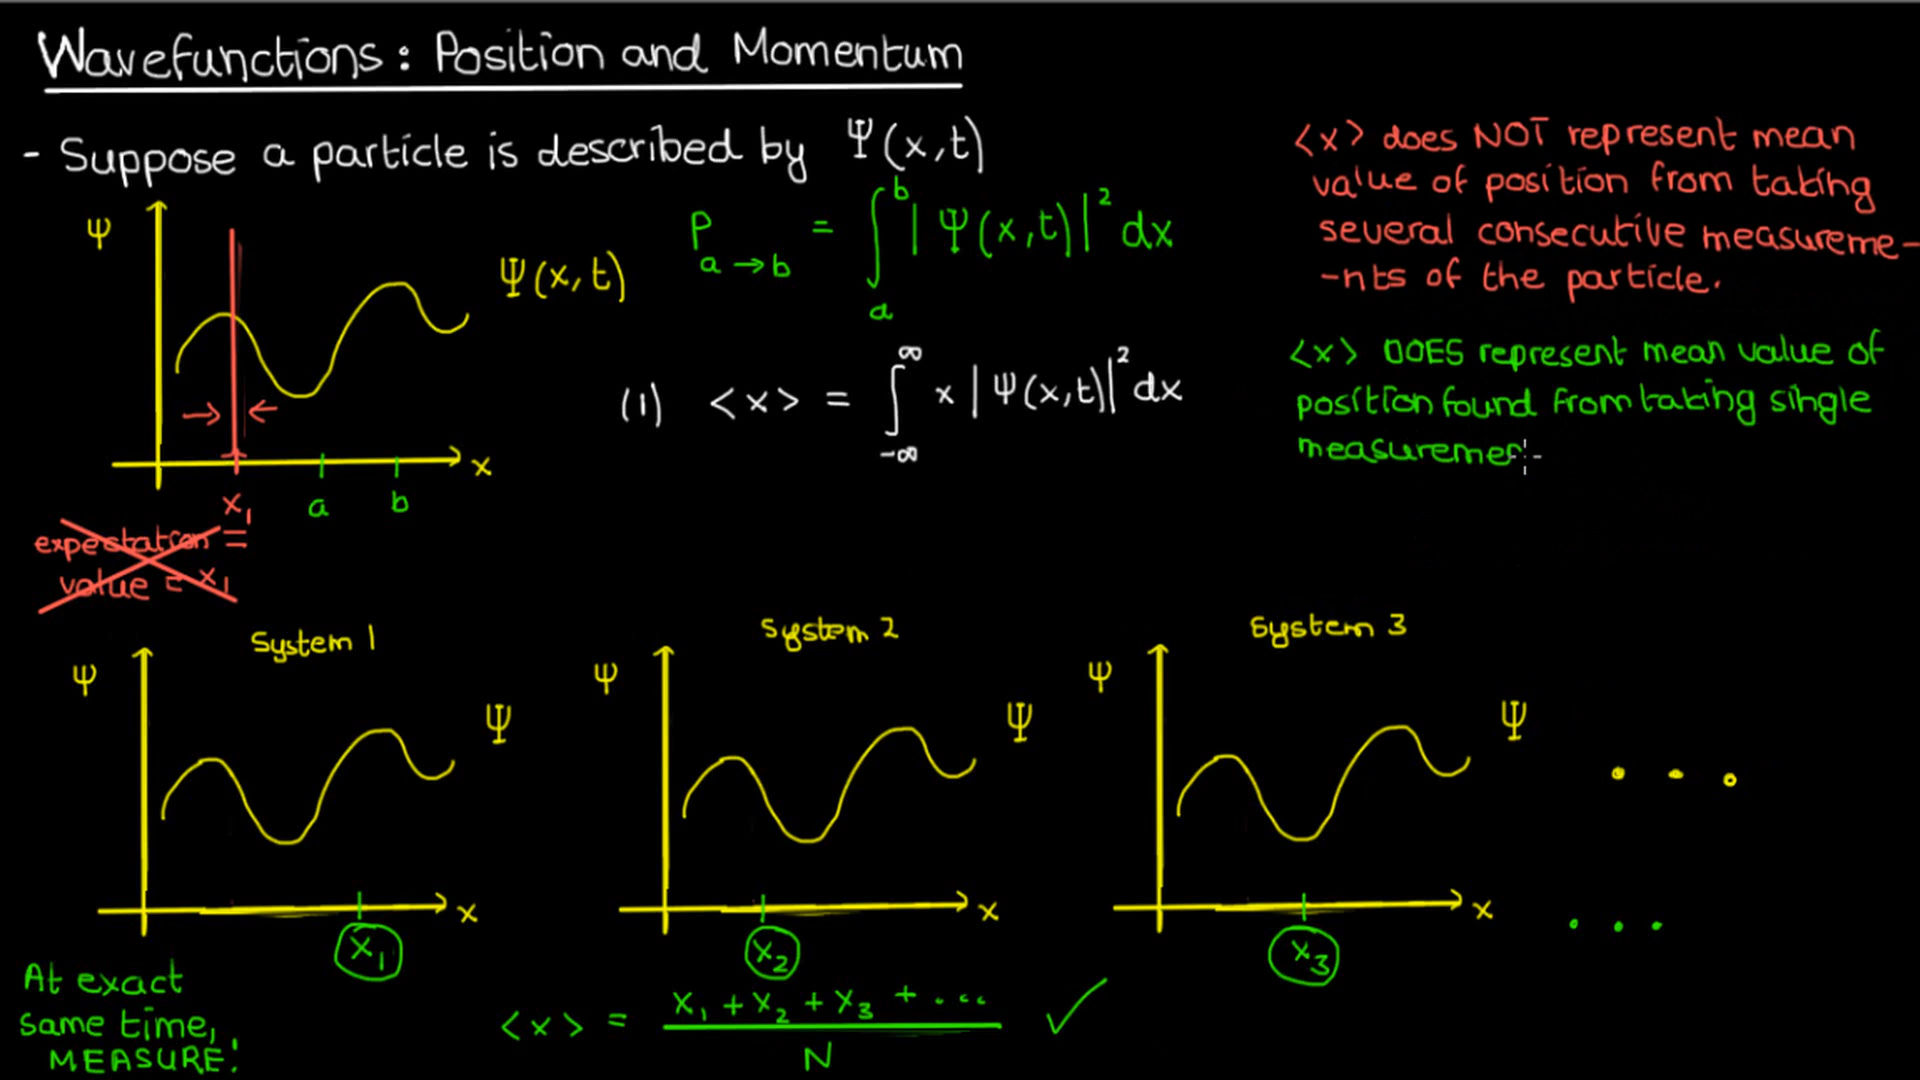 Wavefunctions: Position and Momentum
- Suppose a particle is described by Ψ(x,t)
Ψ
Ψ(x,t)
x
x₁
a
b
expectation =
value = x₁
P a→b = ∫ₐᵇ |Ψ(x,t)|² dx
(1) <x> = ∫_{-∞}^{∞} x |Ψ(x,t)|² dx
<x> does NOT represent mean
value of position from taking
several consecutive measureme-
-nts of the particle.
<x> DOES represent mean value of
position found from taking single
measuremen
System 1
Ψ
Ψ
x
x₁
System 2
Ψ
Ψ
x
x₂
System 3
Ψ
Ψ
x
x₃
. . .
. . .
At exact
same time,
MEASURE!
<x> = (x₁ + x₂ + x₃ + ....) / N ✓